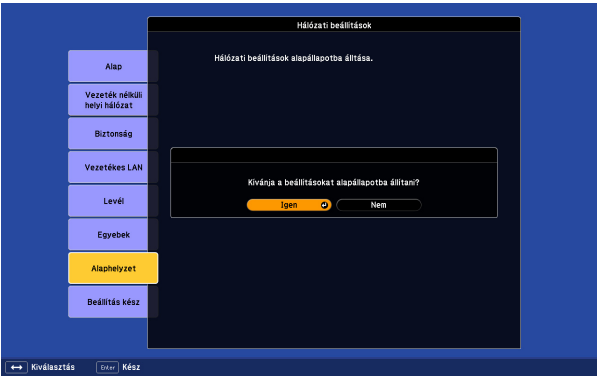 Hálózati beállítások
Hálózati beállítások alapállapotba álltása.
Alap
Vezeték nélküli
helyi hálózat
Biztonság
Vezetékes LAN
Levél
Egyebek
Alaphelyzet
Beállítás kész
Kívánja a beállításokat alapállapotba állítani?
Igen
Nem
Kiválasztás
Enter Kész